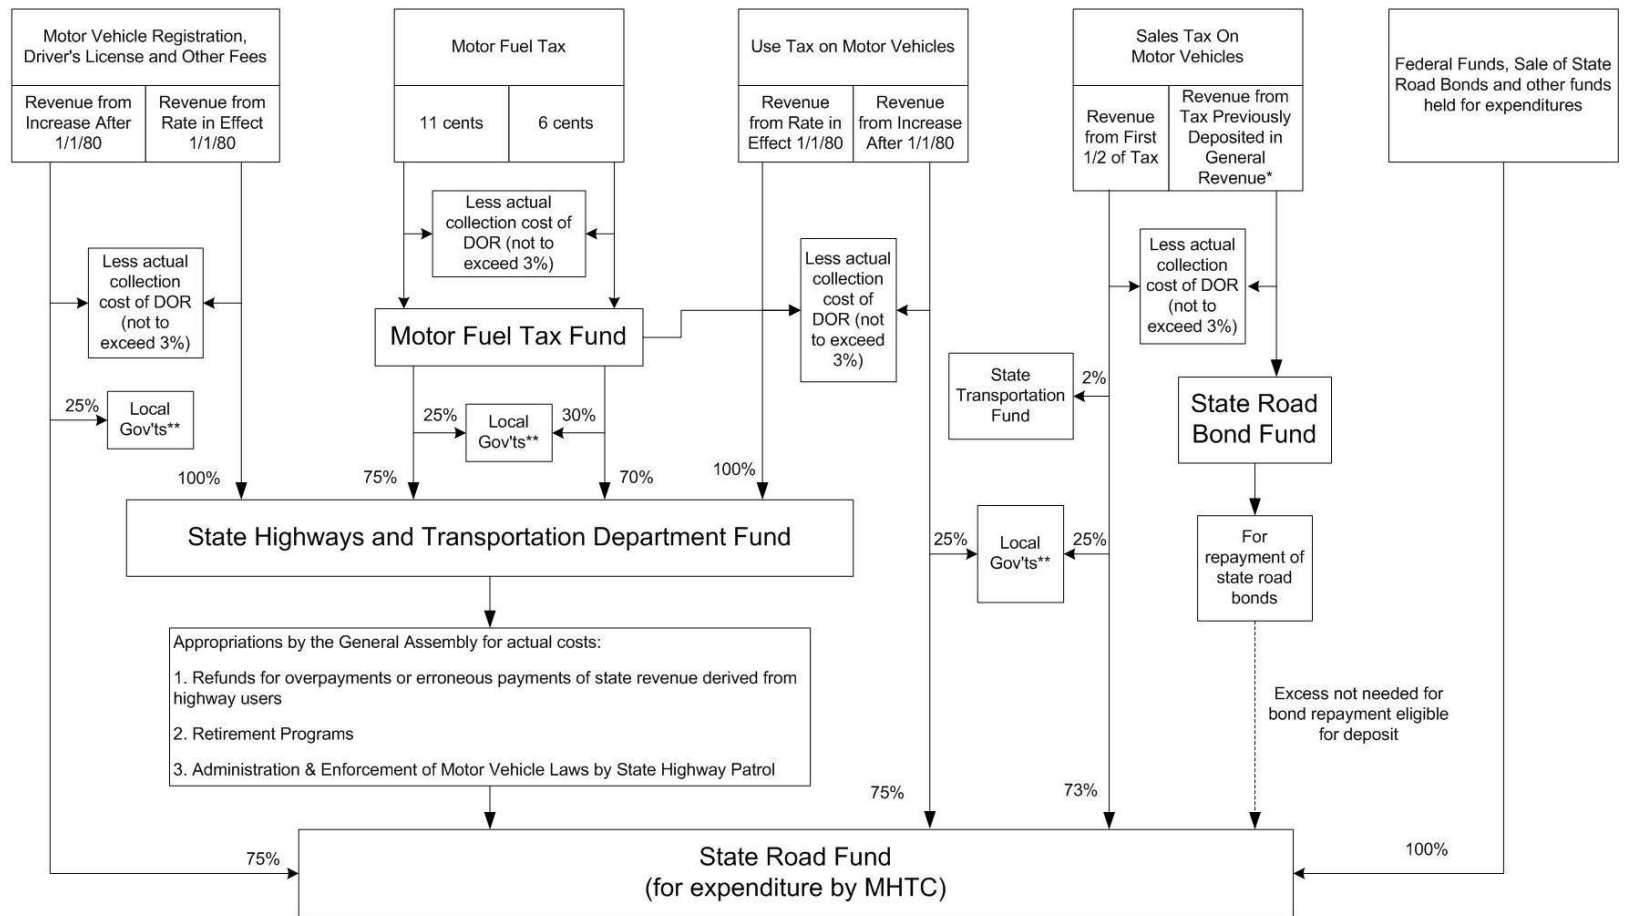 Motor Vehicle Registration,
Driver's License and Other Fees
Revenue from
Increase After
1/1/80
Revenue from
Rate in Effect
1/1/80
Motor Fuel Tax
11 cents
6 cents
Use Tax on Motor Vehicles
Revenue
from Rate in
Effect 1/1/80
Revenue
from Increase
After 1/1/80
Sales Tax On
Motor Vehicles
Revenue
from First
1/2 of Tax
Revenue from
Tax Previously
Deposited in
General
Revenue*
Federal Funds, Sale of State
Road Bonds and other funds
held for expenditures
Less actual
collection
cost of DOR
(not to
exceed 3%)
Less actual
collection cost of
DOR (not to
exceed 3%)
Less actual
collection
cost of
DOR (not
to exceed
3%)
Less actual
collection
cost of DOR
(not to
exceed 3%)
Motor Fuel Tax Fund
State
Transportation
Fund
2%
State Road
Bond Fund
25%
Local
Gov'ts**
25%
Local
Gov'ts**
30%
100%
75%
70%
100%
State Highways and Transportation Department Fund
25%
Local
Gov'ts**
25%
For
repayment of
state road
bonds
Appropriations by the General Assembly for actual costs:
1. Refunds for overpayments or erroneous payments of state revenue derived from
highway users
2. Retirement Programs
3. Administration & Enforcement of Motor Vehicle Laws by State Highway Patrol
Excess not needed for
bond repayment eligible
for deposit
75%
73%
75%
State Road Fund
(for expenditure by MHTC)
100%